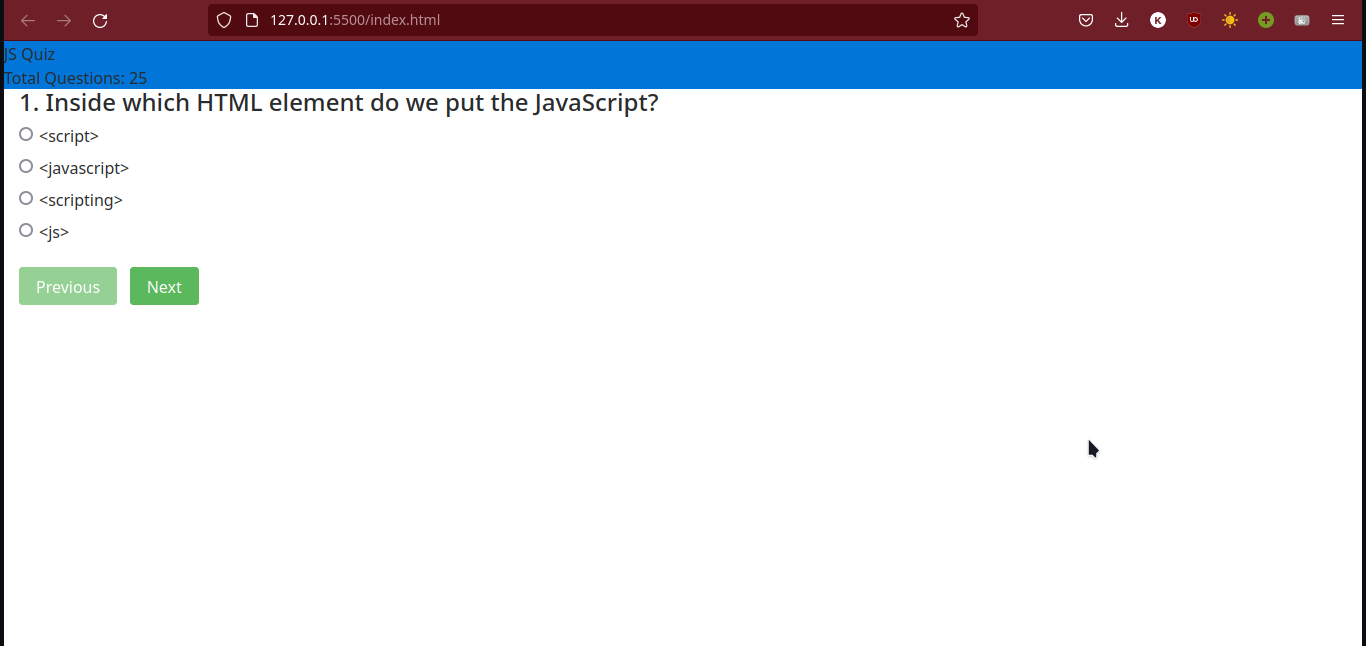 127.0.0.1:5500/index.html
K
UD
JS Quiz
Total Questions: 25
1. Inside which HTML element do we put the JavaScript?
<script>
<javascript>
<scripting>
<js>
Previous Next